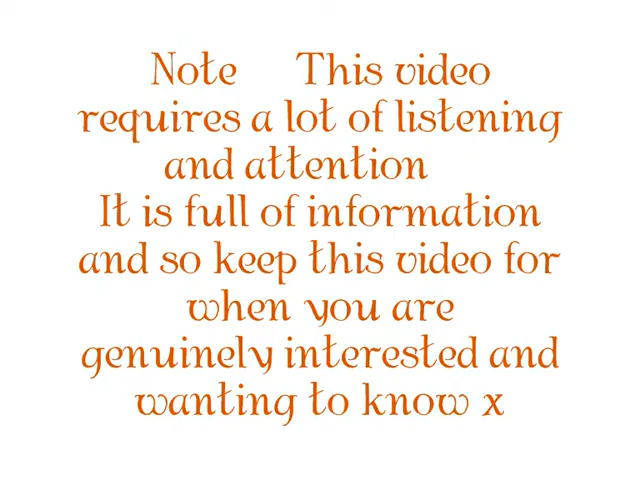 Note This video
requires a lot of listening
and attention
It is full of information
and so keep this video for
when you are
genuinely interested and
wanting to know x